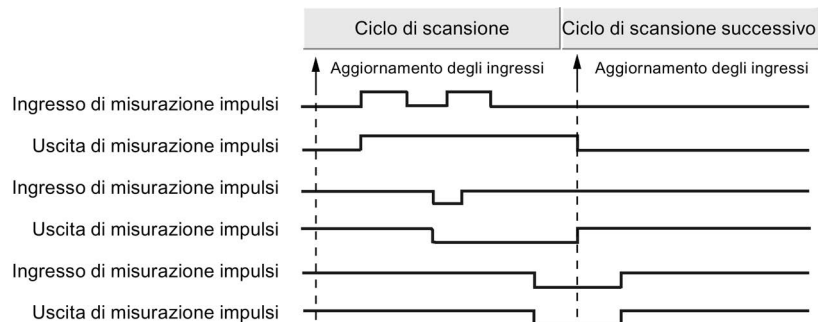 Ciclo di scansione
Ciclo di scansione successivo
Aggiornamento degli ingressi
Aggiornamento degli ingressi
Ingresso di misurazione impulsi
Uscita di misurazione impulsi
Ingresso di misurazione impulsi
Uscita di misurazione impulsi
Ingresso di misurazione impulsi
Uscita di misurazione impulsi